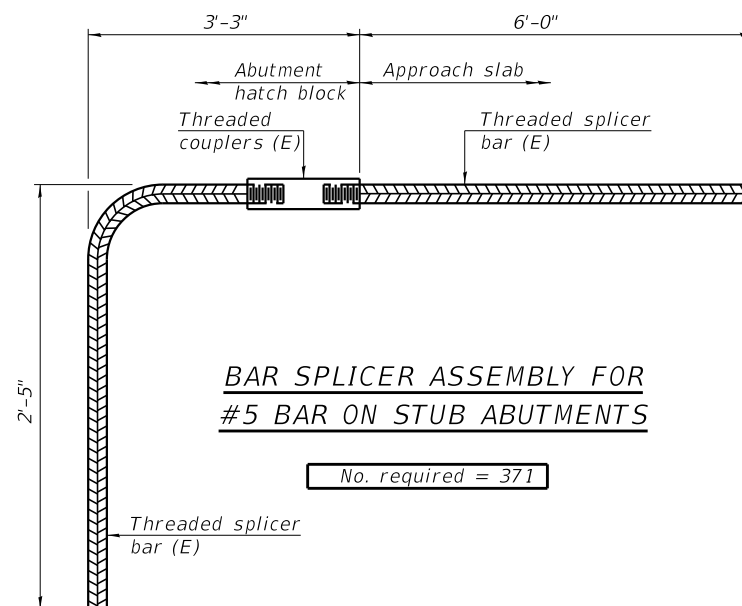 3'-3"
6'-0"
Abutment
hatch block
Approach slab
Threaded
couplers (E)
Threaded splicer
bar (E)
2'-5"
BAR SPLICER ASSEMBLY FOR
#5 BAR ON STUB ABUTMENTS
No. required = 371
Threaded splicer
bar (E)